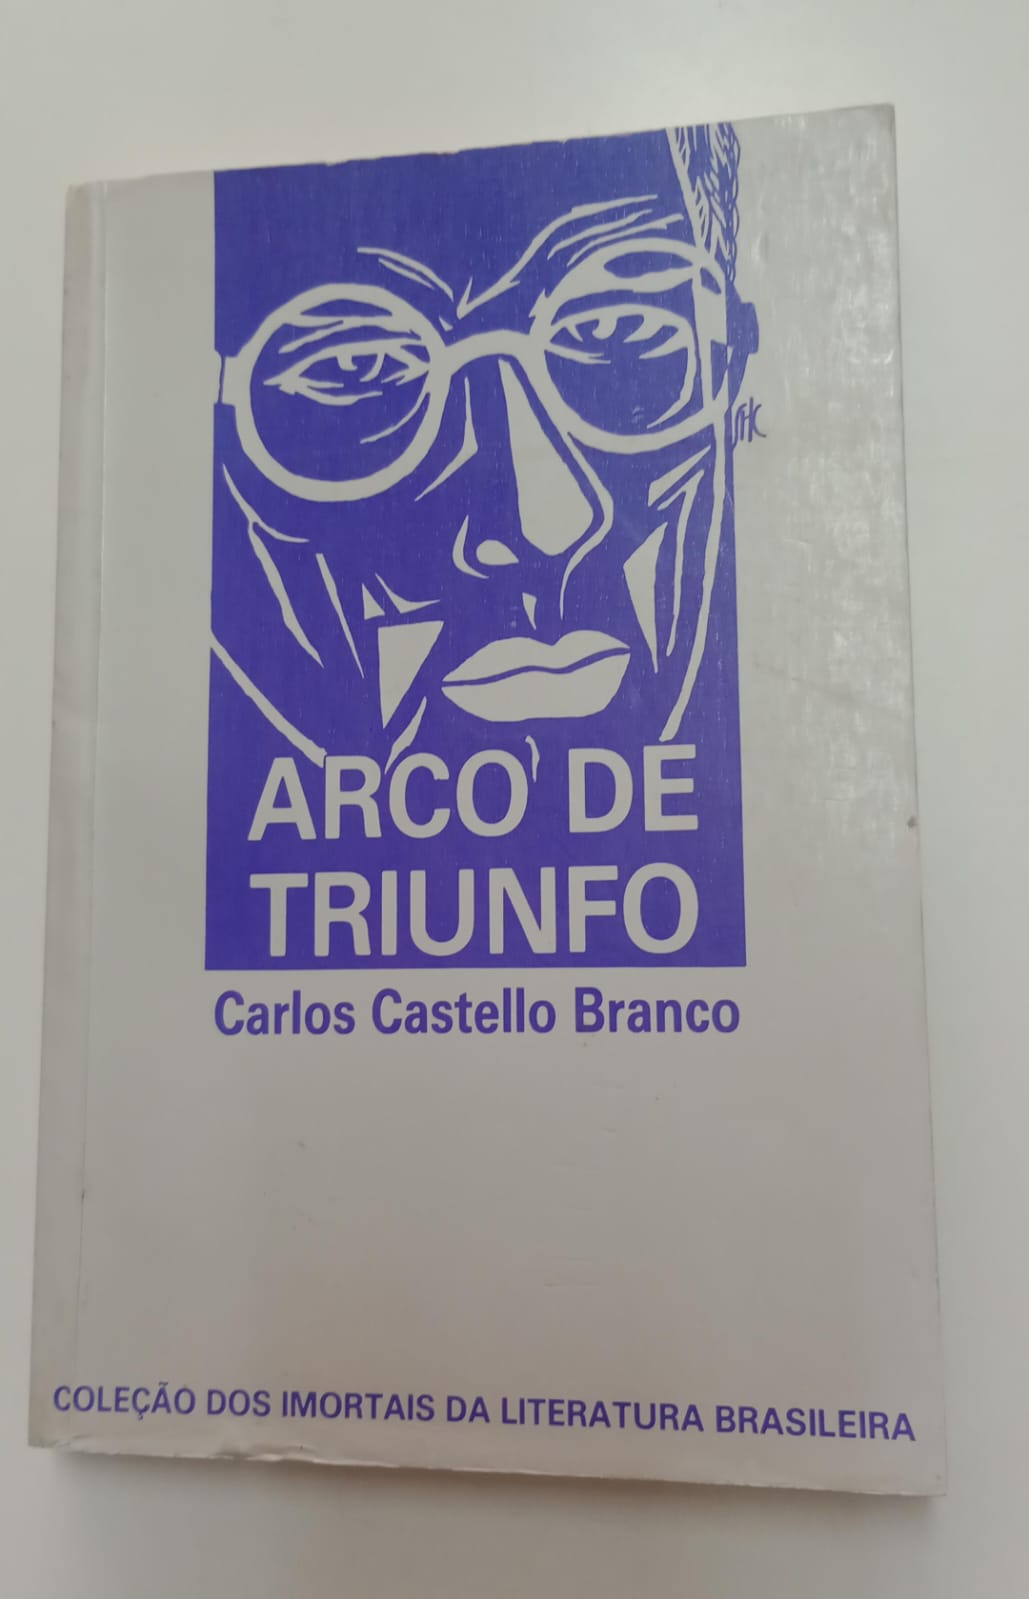 ARCO DE
TRIUNFO
Carlos Castello Branco
COLEÇÃO DOS IMORTAIS DA LITERATURA BRASILEIRA